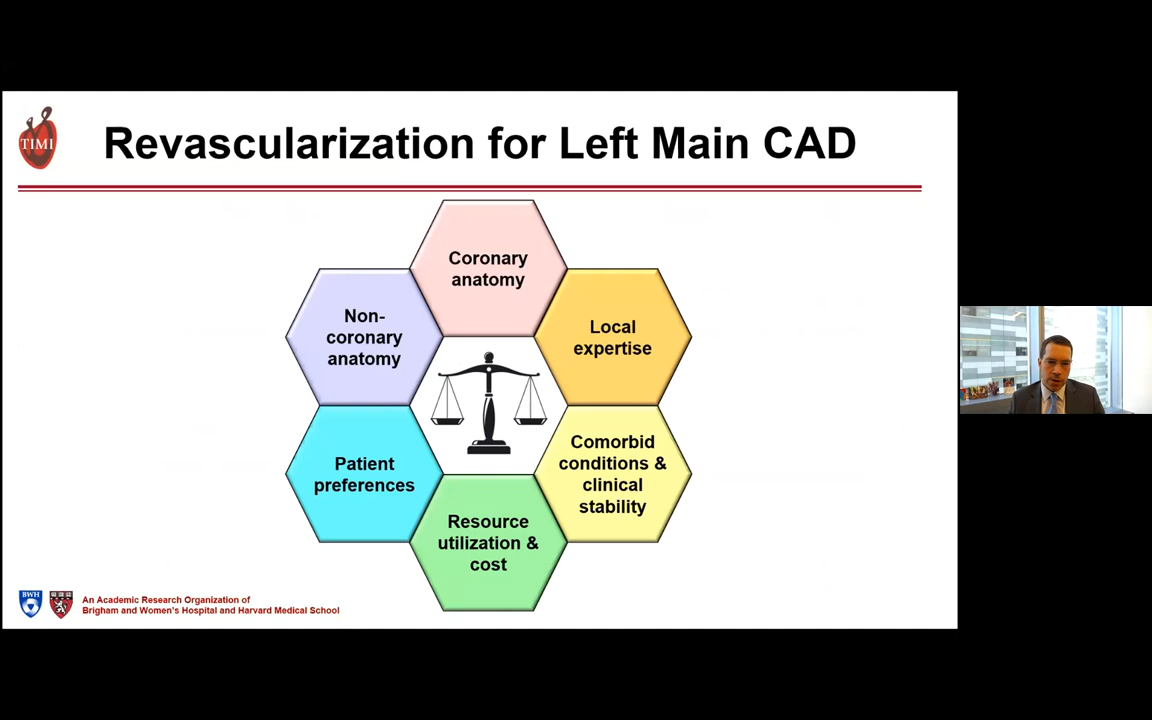 TIMI
Revascularization for Left Main CAD
Coronary
anatomy
Local
expertise
Comorbid
conditions &
clinical
stability
Resource
utilization &
cost
Patient
preferences
Non-
coronary
anatomy
BWH
An Academic Research Organization of
Brigham and Women's Hospital and Harvard Medical School